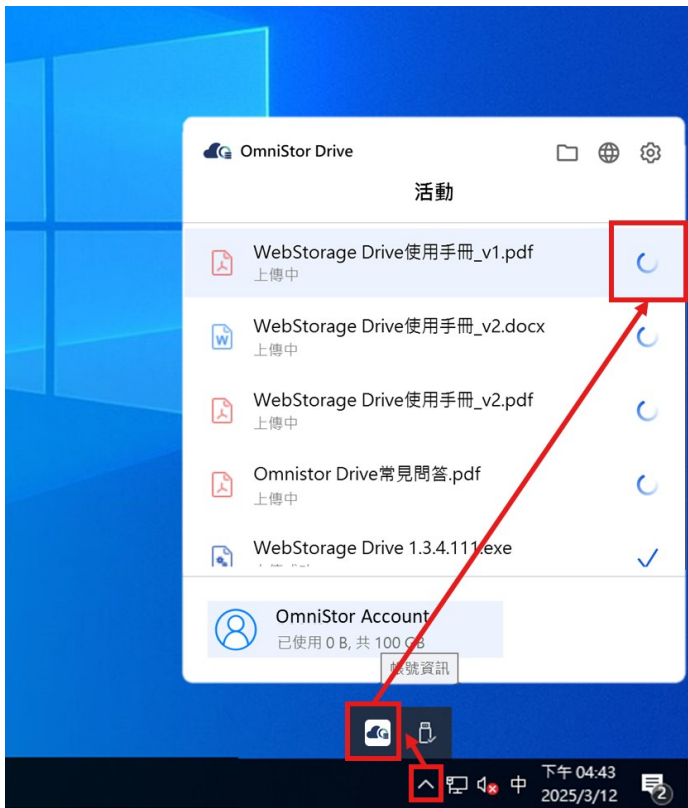 OmniStor Drive
活動
WebStorage Drive使用手冊_v1.pdf
上傳中
WebStorage Drive使用手冊_v2.docx
上傳中
WebStorage Drive使用手冊_v2.pdf
上傳中
Omnistor Drive常見問答.pdf
上傳中
WebStorage Drive 1.3.4.111.exe
OmniStor Account
已使用 0 B, 共 100 GB
帳號資訊
中
下午 04:43
2025/3/12
2